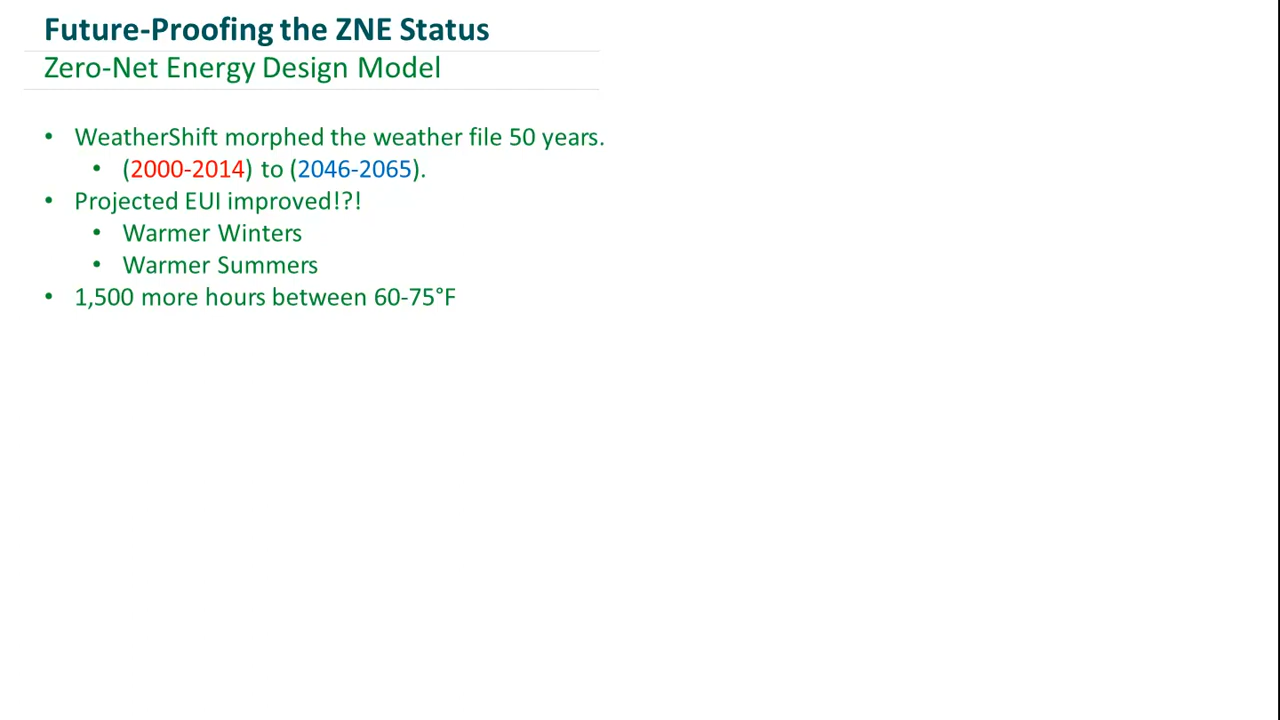 Future-Proofing the ZNE Status
Zero-Net Energy Design Model
• WeatherShift morphed the weather file 50 years.
• (2000-2014) to (2046-2065).
• Projected EUI improved!?!
• Warmer Winters
• Warmer Summers
• 1,500 more hours between 60-75°F